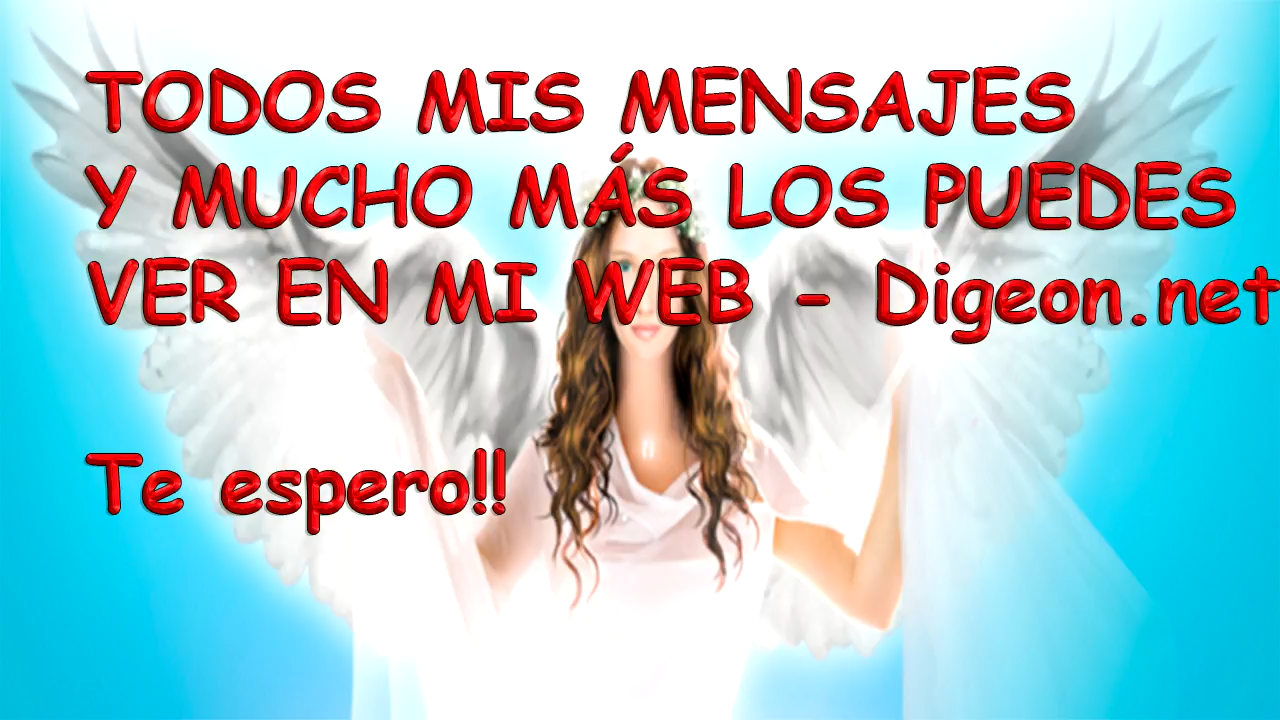 TODOS MIS MENSAJES
Y MUCHO MÁS LOS PUEDES
VER EN MI WEB - Digeon.net
Te espero!!